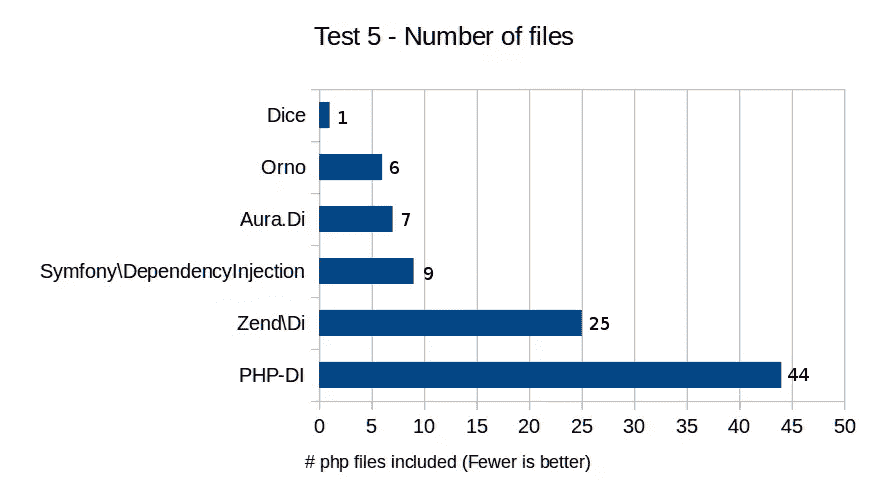 Test 5 - Number of files
Dice 1
Orno 6
Aura.Di 7
Symfony\DependencyInjection 9
Zend\Di 25
PHP-DI 44
0 5 10 15 20 25 30 35 40 45 50
# php files included (Fewer is better)